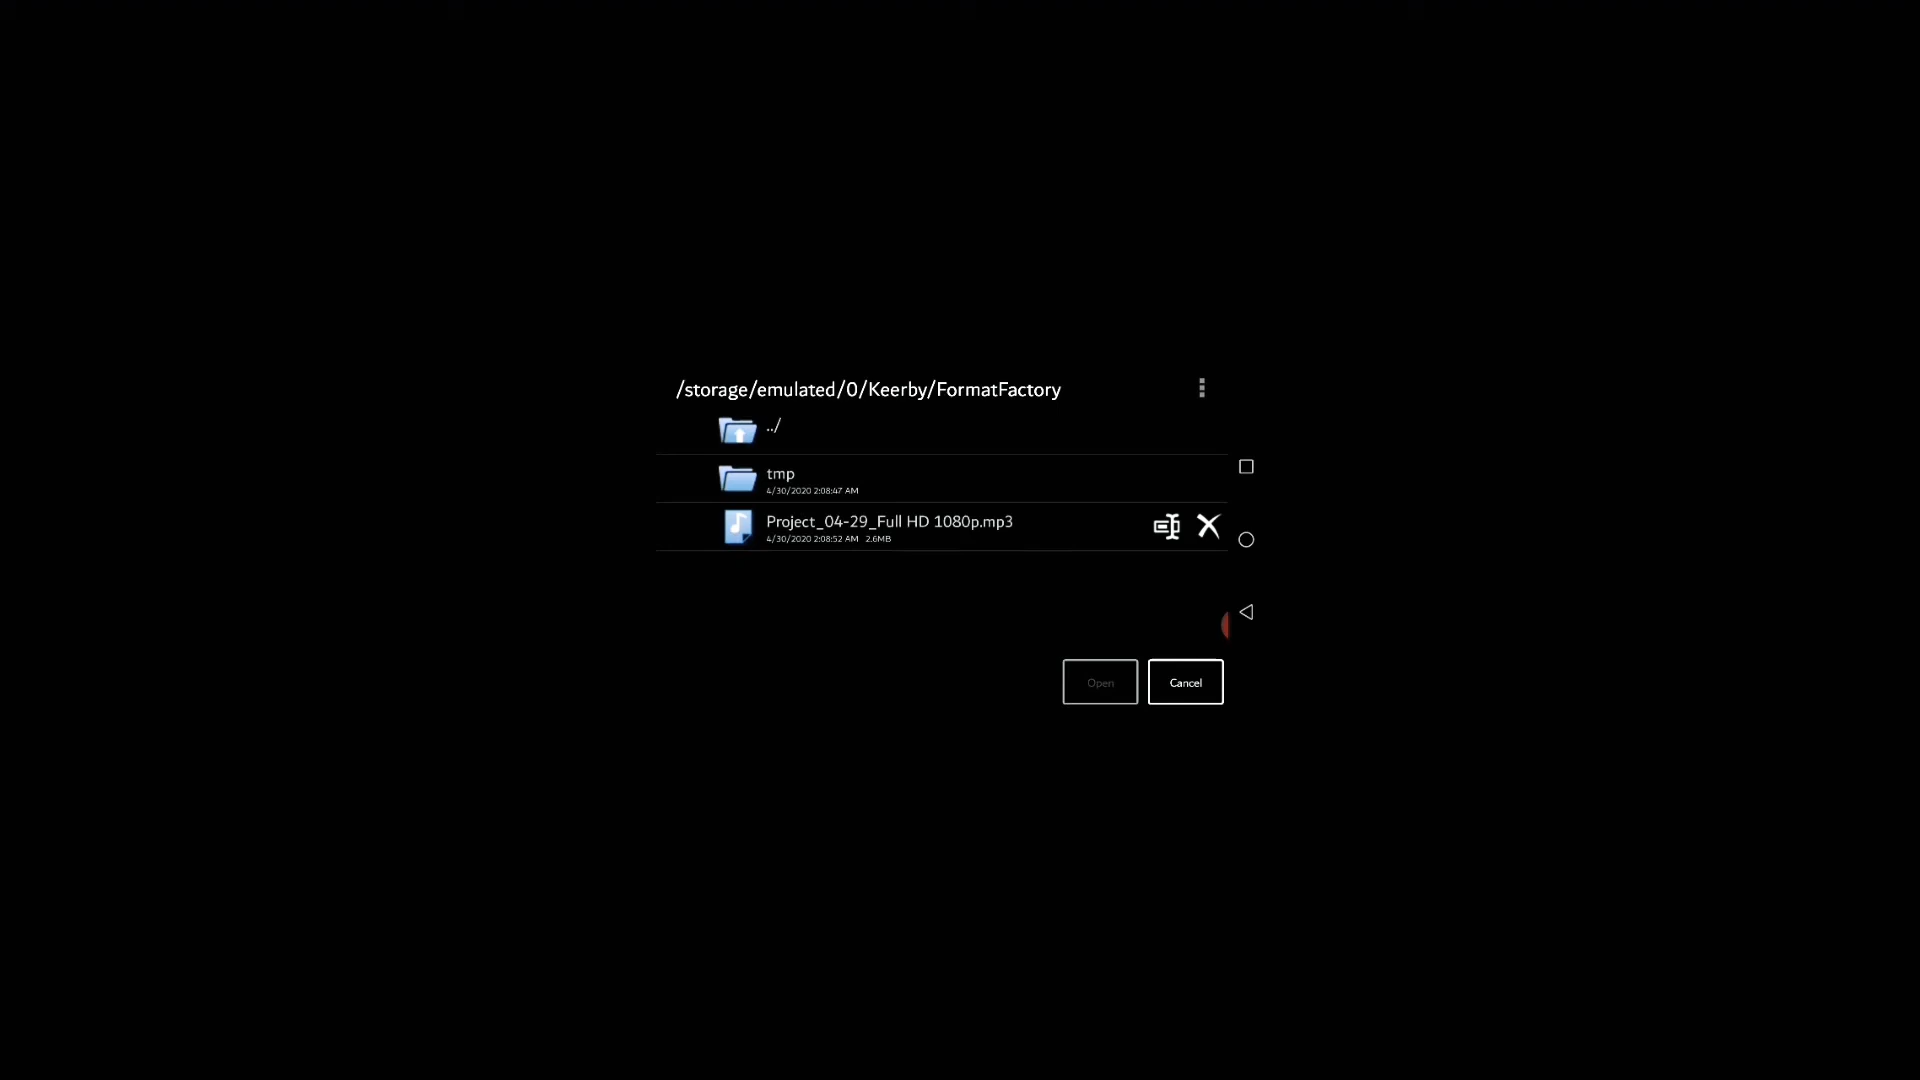 /storage/emulated/0/Keerby/FormatFactory
../
tmp
4/30/2020 2:08:47 AM
Project_04-29_Full HD 1080p.mp3
4/30/2020 2:08:52 AM 2.6MB
Open
Cancel